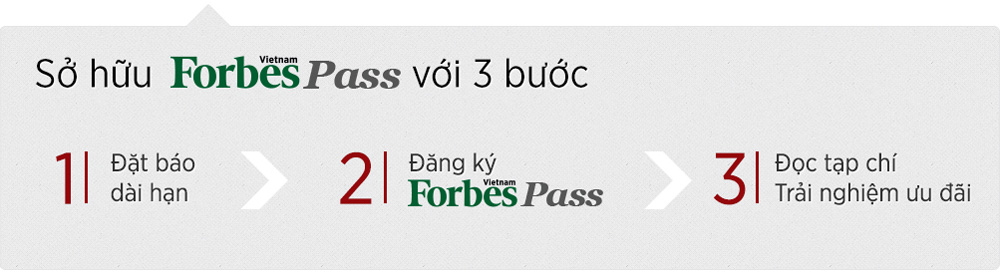 Sở hữu Forbes Vietnam Pass với 3 bước
1 Đặt báo
dài hạn
2 Đăng ký
Forbes Vietnam Pass
3 Đọc tạp chí
Trải nghiệm ưu đãi